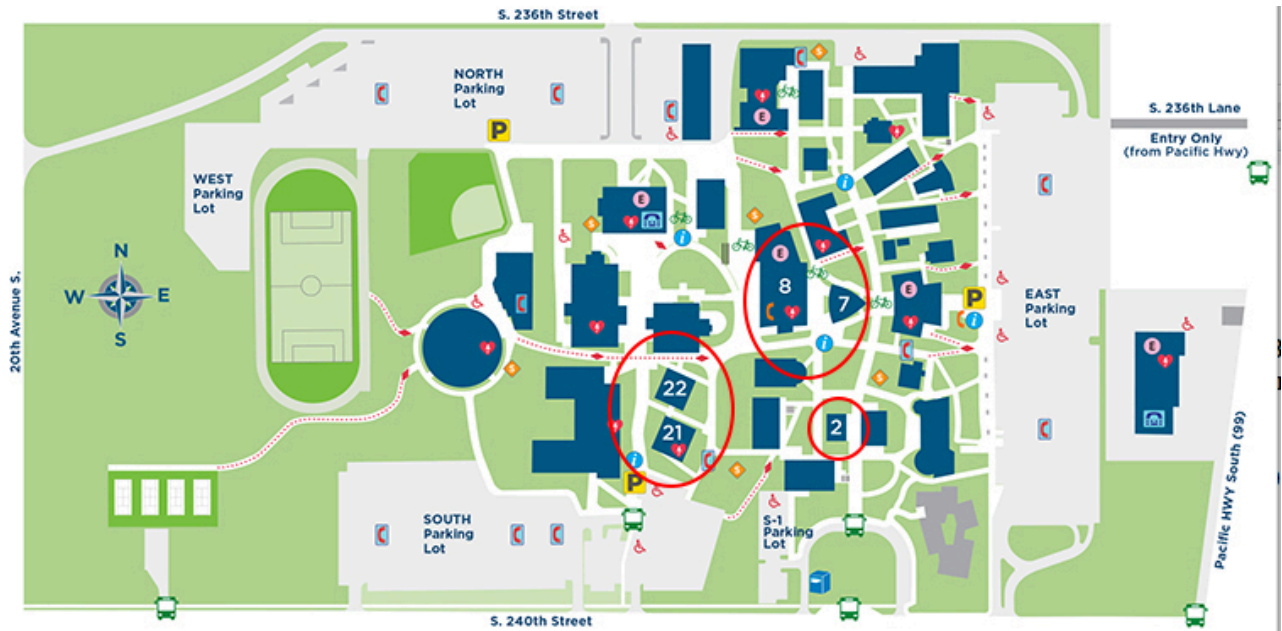 S. 236th Street
NORTH
Parking
Lot
P
S
E
S. 236th Lane
Entry Only
(from Pacific Hwy)
WEST
Parking
Lot
i
E
S
S
i
N
W E
S
20th Avenue S.
E
8
7
E
P
i
EAST
Parking
Lot
i
E
S
S
22
21
2
i
S
P
SOUTH
Parking
Lot
S-1
Parking
Lot
Pacific HWY South (99)
S. 240th Street